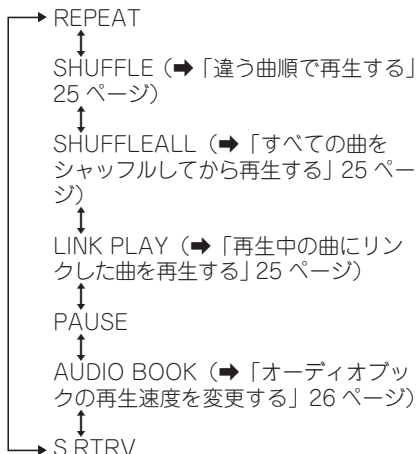 REPEAT
SHUFFLE（➡「違う曲順で再生する」
25 ページ）
SHUFFLEALL（➡「すべての曲を
シャッフルしてから再生する」25 ペー
ジ）
LINK PLAY（➡「再生中の曲にリン
クした曲を再生する」25 ページ）
PAUSE
AUDIO BOOK（➡「オーディオブッ
クの再生速度を変更する」26 ページ）
S.RTRV